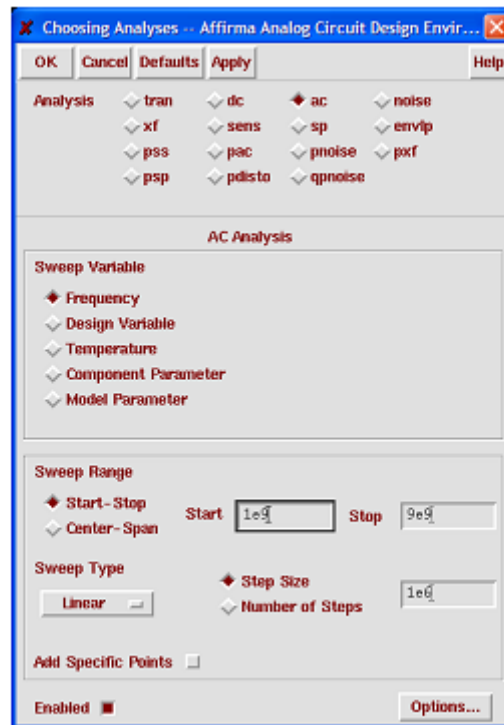 Choosing Analyses -- Affirma Analog Circuit Design Envir...
OK Cancel Defaults Apply Help
Analysis tran dc ac noise
xf sens sp envlp
pss pac pnoise pxf
psp pdisto qpnoise
AC Analysis
Sweep Variable
Frequency
Design Variable
Temperature
Component Parameter
Model Parameter
Sweep Range
Start-Stop Start 1e9 Stop 9e9
Center-Span
Sweep Type
Step Size 1e6
Linear Number of Steps
Add Specific Points
Enabled Options...